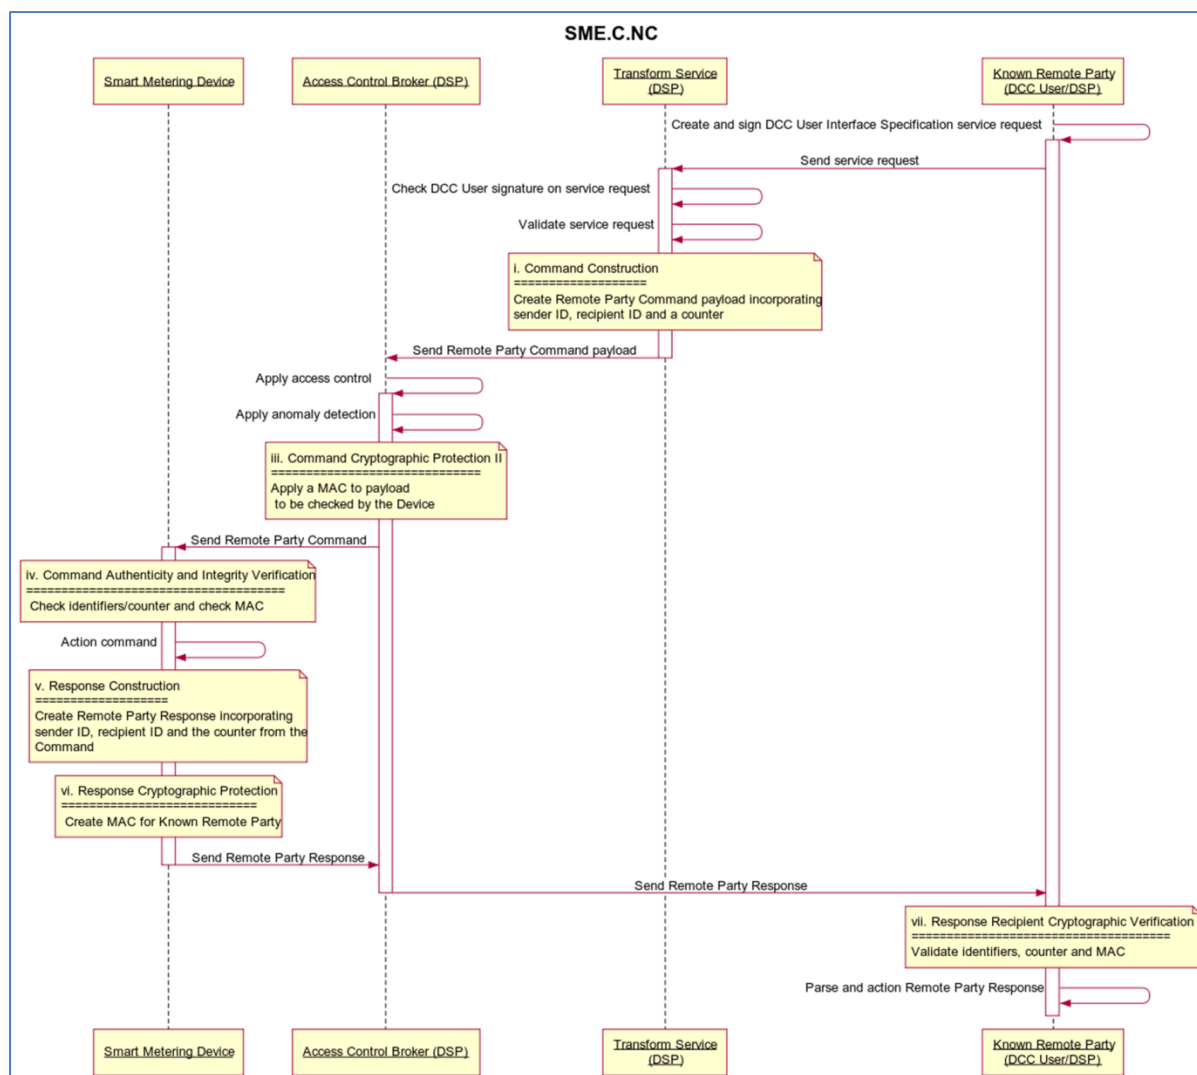 SME.C.NC
Smart Metering Device
Access Control Broker (DSP)
Transform Service
(DSP)
Known Remote Party
(DCC User/DSP)
Create and sign DCC User Interface Specification service request
Send service request
Check DCC User signature on service request
Validate service request
i. Command Construction
===================
Create Remote Party Command payload incorporating
sender ID, recipient ID and a counter
Send Remote Party Command payload
Apply access control
Apply anomaly detection
iii. Command Cryptographic Protection II
==============================
Apply a MAC to payload
to be checked by the Device
Send Remote Party Command
iv. Command Authenticity and Integrity Verification
=====================================
Check identifiers/counter and check MAC
Action command
v. Response Construction
===================
Create Remote Party Response incorporating
sender ID, recipient ID and the counter from the
Command
vi. Response Cryptographic Protection
============================
Create MAC for Known Remote Party
Send Remote Party Response
Send Remote Party Response
vii. Response Recipient Cryptographic Verification
=====================================
Validate identifiers, counter and MAC
Parse and action Remote Party Response
Smart Metering Device
Access Control Broker (DSP)
Transform Service
(DSP)
Known Remote Party
(DCC User/DSP)